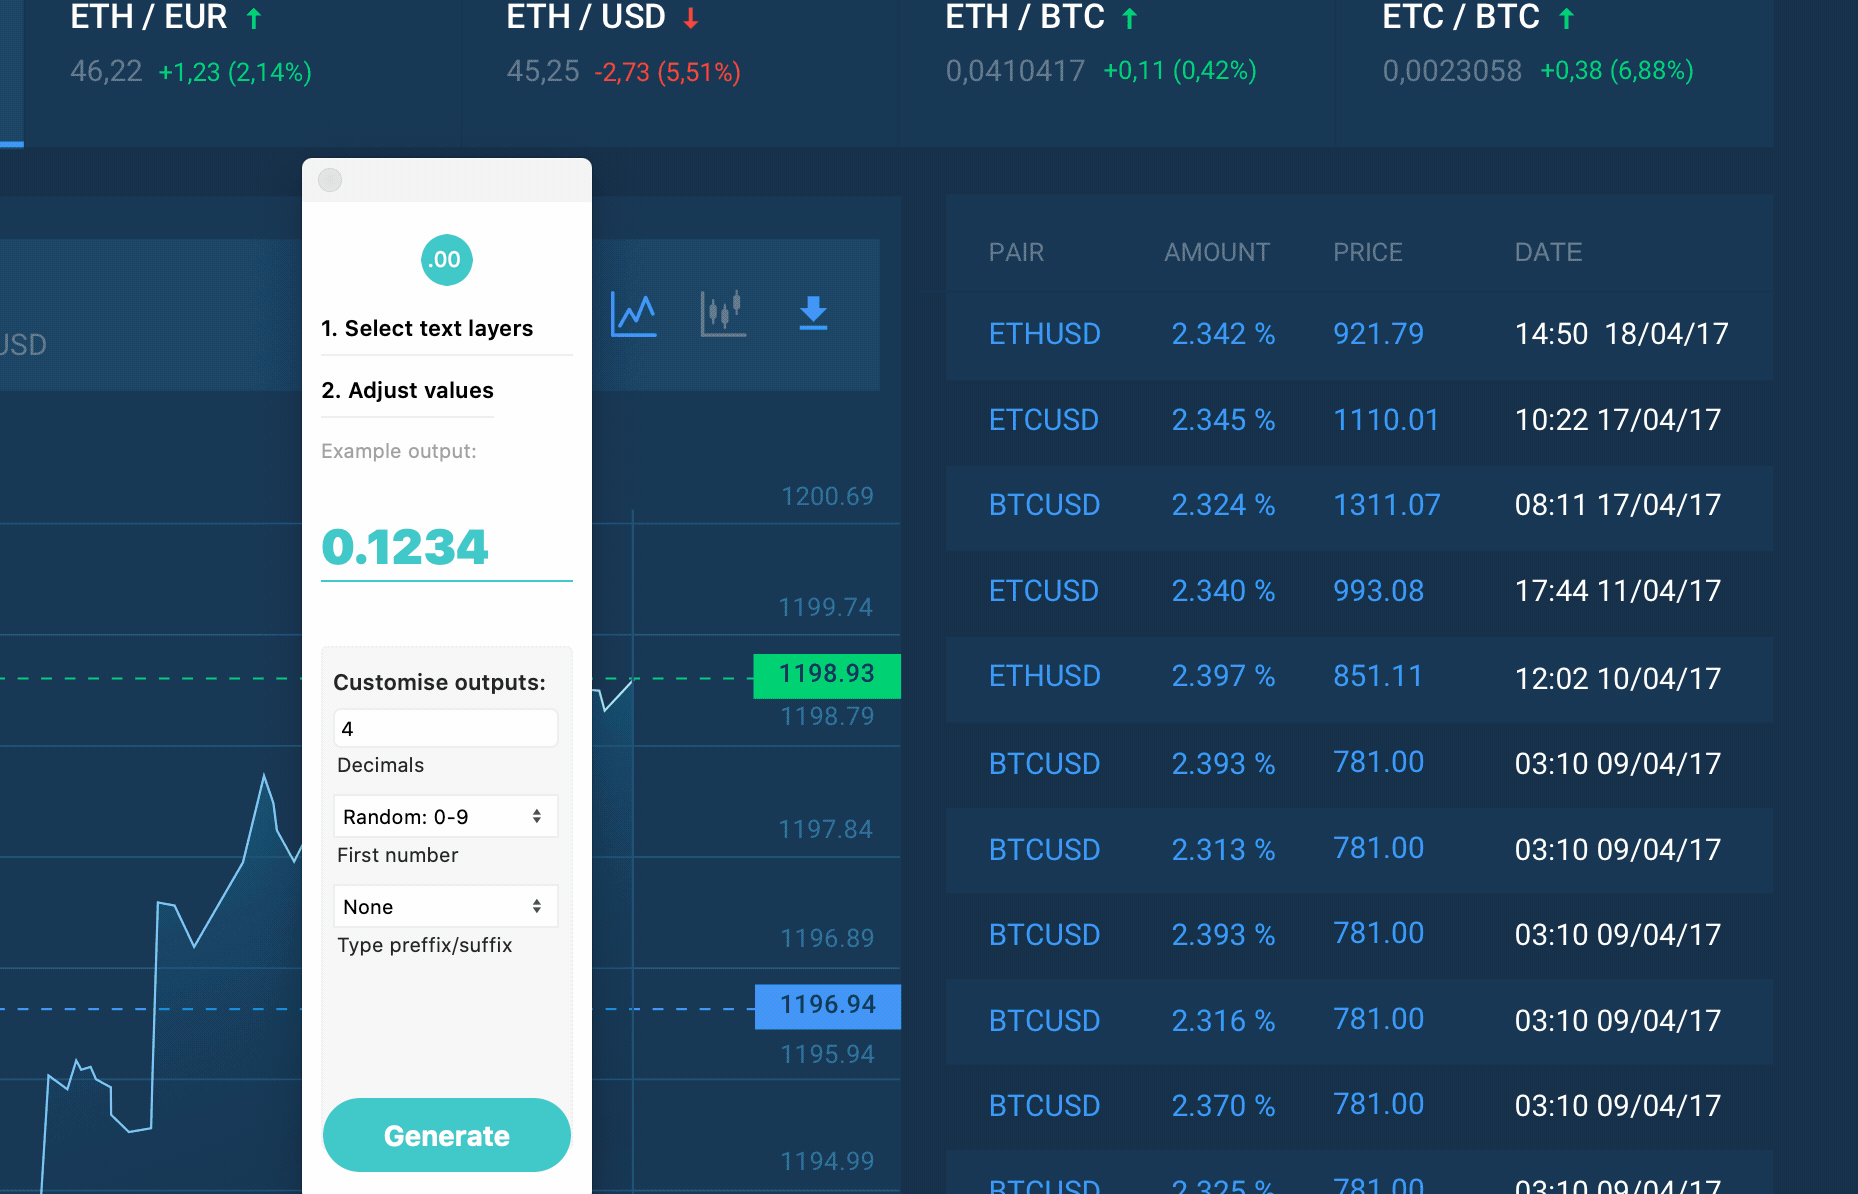 ETH / EUR ↑
46,22 +1,23 (2,14%)
ETH / USD ↓
45,25 -2,73 (5,51%)
ETH / BTC ↑
0,0410417 +0,11 (0,42%)
ETC / BTC ↑
0,0023058 +0,38 (6,88%)
USD
.00
1. Select text layers
2. Adjust values
Example output:
0.1234
Customise outputs:
4
Decimals
Random: 0-9
First number
None
Type preffix/suffix
Generate
1200.69
1199.74
1198.93
1198.79
1197.84
1196.89
1196.94
1195.94
1194.99
PAIR AMOUNT PRICE DATE
ETHUSD 2.342 % 921.79 14:50 18/04/17
ETCUSD 2.345 % 1110.01 10:22 17/04/17
BTCUSD 2.324 % 1311.07 08:11 17/04/17
ETCUSD 2.340 % 993.08 17:44 11/04/17
ETHUSD 2.397 % 851.11 12:02 10/04/17
BTCUSD 2.393 % 781.00 03:10 09/04/17
BTCUSD 2.313 % 781.00 03:10 09/04/17
BTCUSD 2.393 % 781.00 03:10 09/04/17
BTCUSD 2.316 % 781.00 03:10 09/04/17
BTCUSD 2.370 % 781.00 03:10 09/04/17
BTCUSD 2.325 % 781.00 03:10 09/04/17